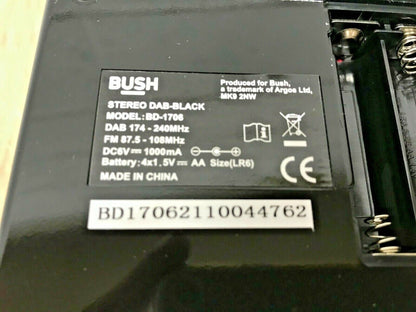 BUSH
Produced for Bush,
a trademark of Argos Ltd,
MK9 2NW
STEREO DAB-BLACK
MODEL: BD-1706
DAB 174 - 240MHz
FM 87.5 - 108MHz
DC6V⎓ 1000mA
Battery: 4x1.5V⎓ AA Size(LR6)
MADE IN CHINA
CE
BD17062110044762